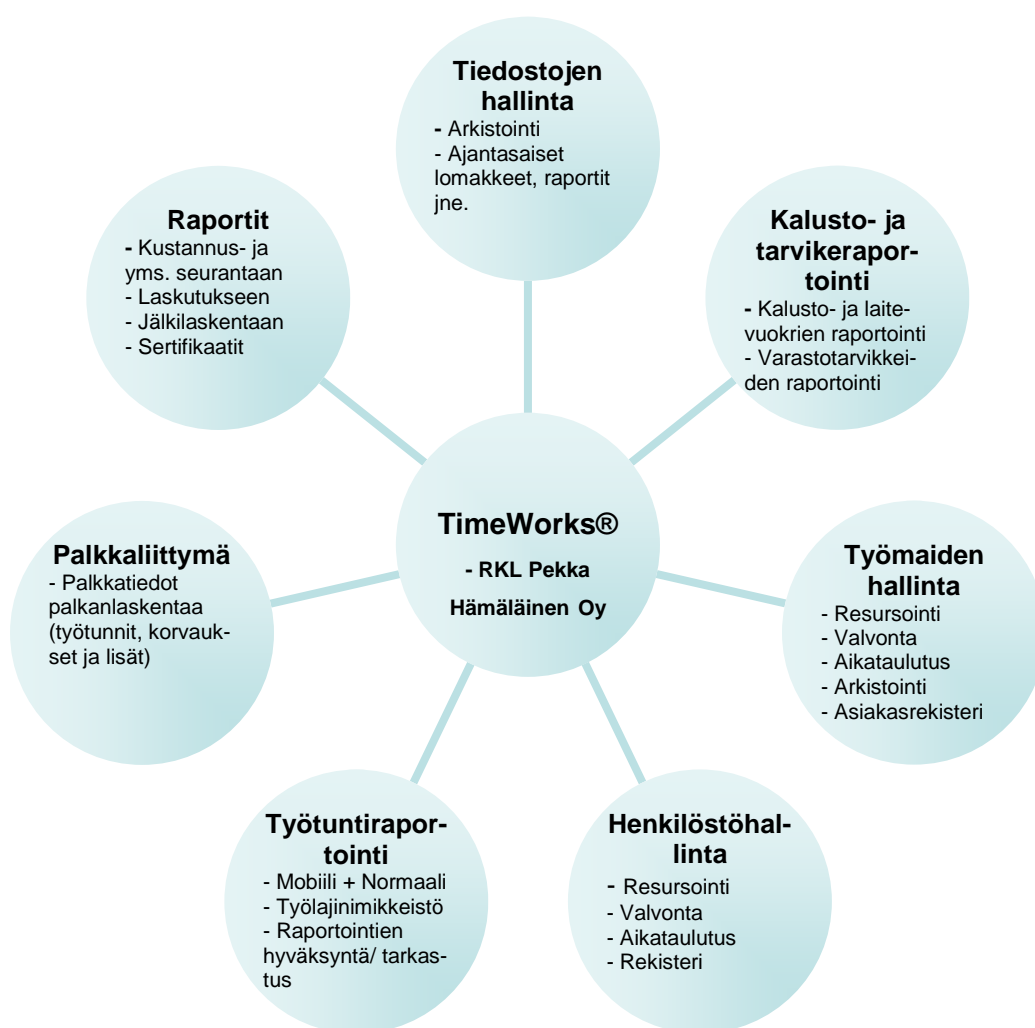 Tiedostojen
hallinta
- Arkistointi
- Ajantasaiset
lomakkeet, raportit
jne.
Raportit
- Kustannus- ja
yms. seurantaan
- Laskutukseen
- Jälkilaskentaan
- Sertifikaatit
Kalusto- ja
tarvikerapor-
tointi
- Kalusto- ja laite-
vuokrien raportointi
- Varastotarvikkei-
den raportointi
TimeWorks®
- RKL Pekka
Hämäläinen Oy
Palkkaliittymä
- Palkkatiedot
palkanlaskentaa
(työtunnit, korvauk-
set ja lisät)
Työmaiden
hallinta
- Resursointi
- Valvonta
- Aikataulutus
- Arkistointi
- Asiakasrekisteri
Työtuntirapor-
tointi
- Mobiili + Normaali
- Työlajinimikkeistö
- Raportointien
hyväksyntä/ tarkas-
tus
Henkilöstöhal-
linta
- Resursointi
- Valvonta
- Aikataulutus
- Rekisteri